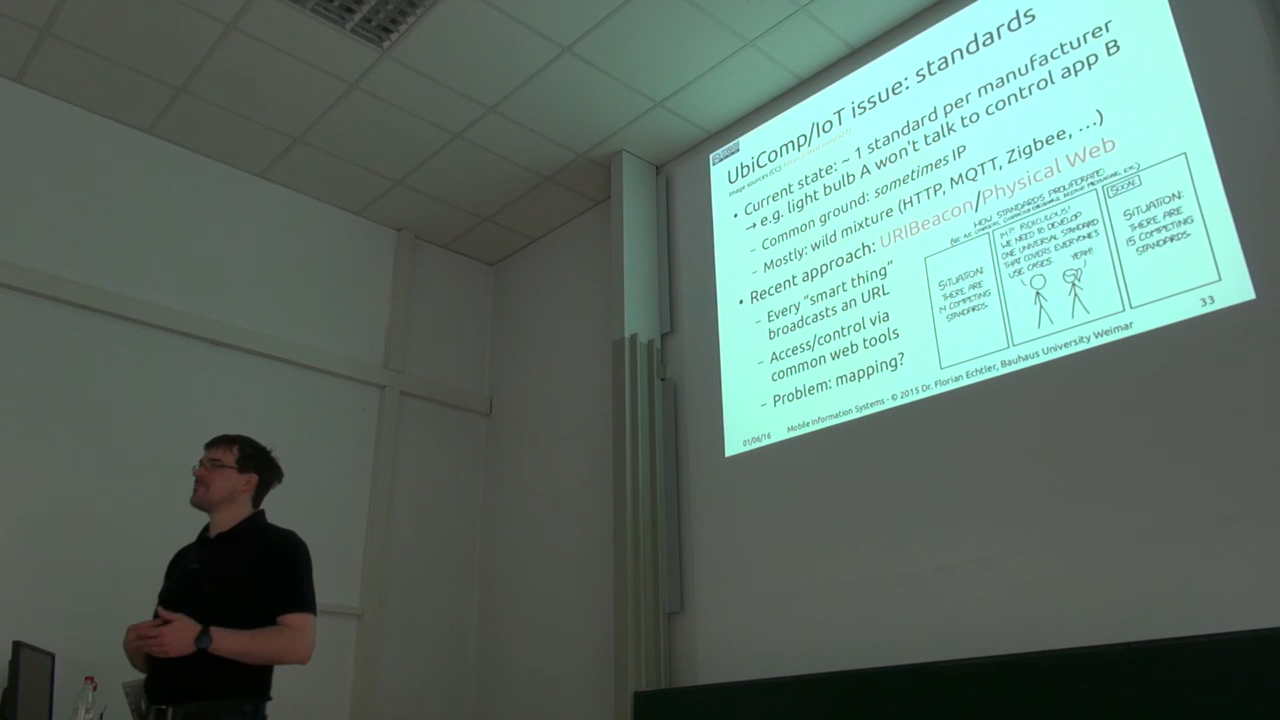 UbiComp/IoT issue: standards
Image sources (CC):
• Current state: ~ 1 standard per manufacturer
→ e.g. light bulb A won't talk to control app B
– Common ground: sometimes IP
– Mostly: wild mixture (HTTP, MQTT, Zigbee, …)
• Recent approach: URIBeacon/Physical Web
– Every "smart thing"
broadcasts an URL
– Access/control via
common web tools
– Problem: mapping?
HOW STANDARDS PROLIFERATE:
SITUATION:
THERE ARE
14 COMPETING
STANDARDS.
14?! RIDICULOUS!
WE NEED TO DEVELOP
ONE UNIVERSAL STANDARD
THAT COVERS EVERYONE'S
USE CASES.
YEAH!
SOON:
SITUATION:
THERE ARE
15 COMPETING
STANDARDS.
01/06/16
Mobile Information Systems - © 2015 Dr. Florian Echtler, Bauhaus University Weimar
33